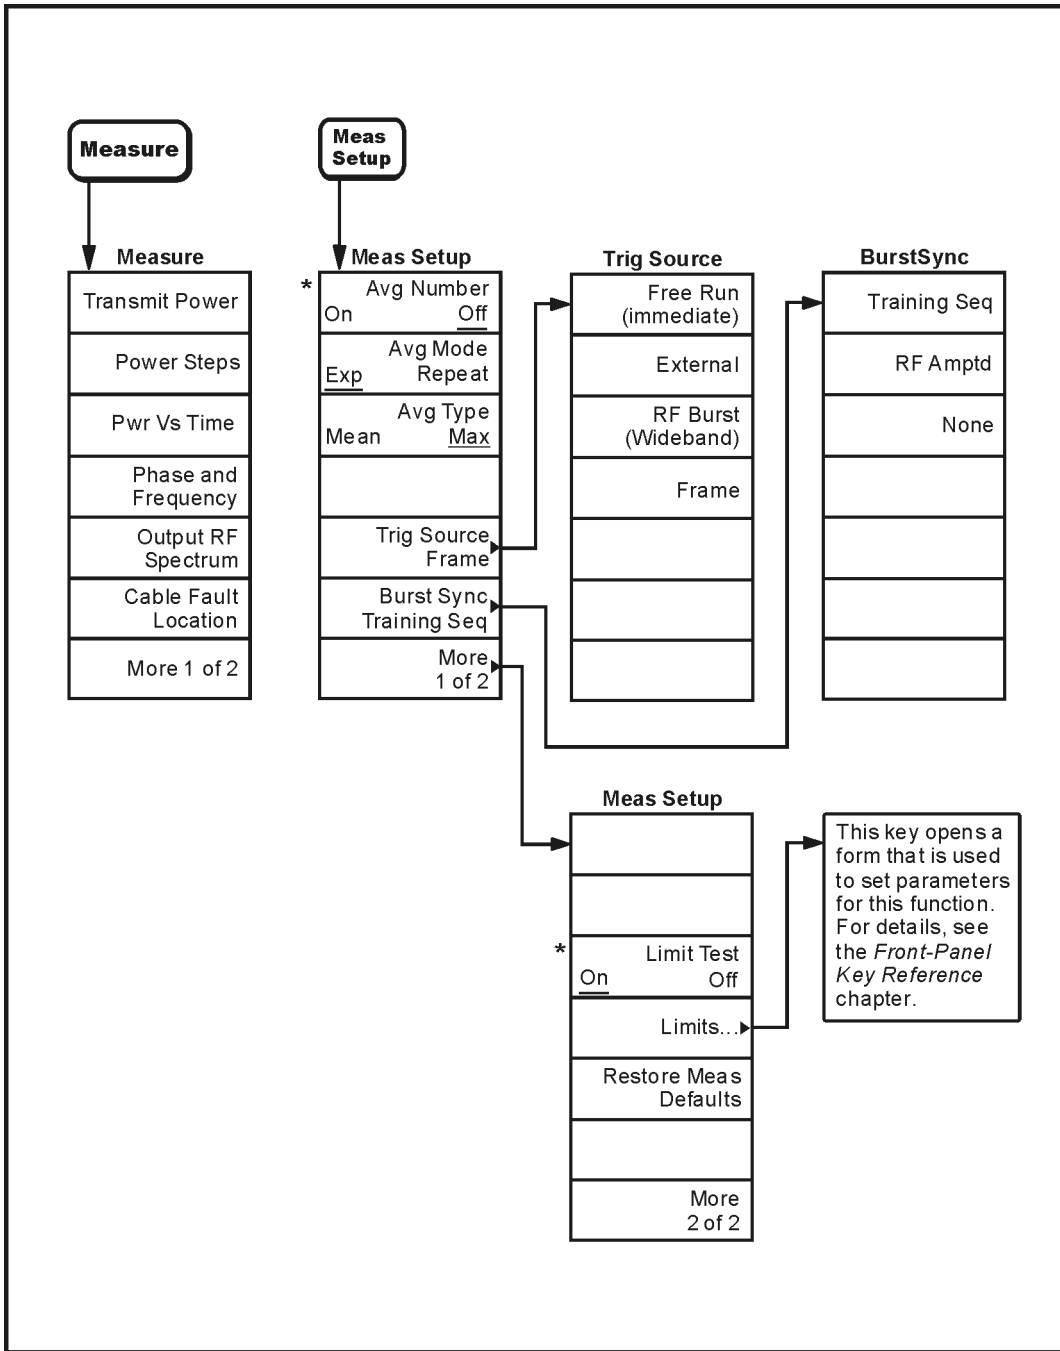 Measure
Meas
Setup
Measure
Transmit Power
Power Steps
Pwr Vs Time
Phase and
Frequency
Output RF
Spectrum
Cable Fault
Location
More 1 of 2
Meas Setup
*
Avg Number
On Off
Avg Mode
Exp Repeat
Avg Type
Mean Max
Trig Source
Frame
Burst Sync
Training Seq
More
1 of 2
Trig Source
Free Run
(immediate)
External
RF Burst
(Wideband)
Frame
BurstSync
Training Seq
RF Amptd
None
Meas Setup
*
Limit Test
On Off
Limits...
Restore Meas
Defaults
More
2 of 2
This key opens a
form that is used
to set parameters
for this function.
For details, see
the Front-Panel
Key Reference
chapter.